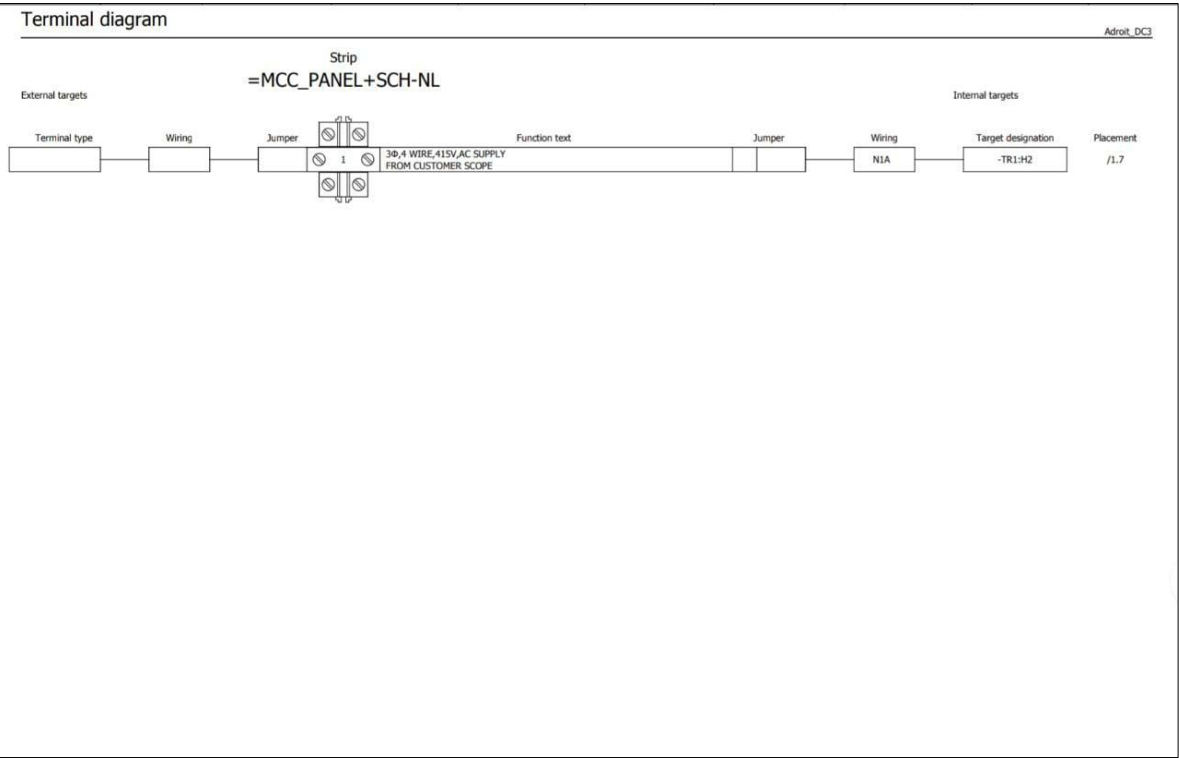 Terminal diagram
Adroit_DC3
Strip
=MCC_PANEL+SCH-NL
External targets
Internal targets
Terminal type Wiring Jumper Function text Jumper Wiring Target designation Placement
1 3Φ,4 WIRE,415V,AC SUPPLY
FROM CUSTOMER SCOPE
N1A -TR1:H2 /1.7